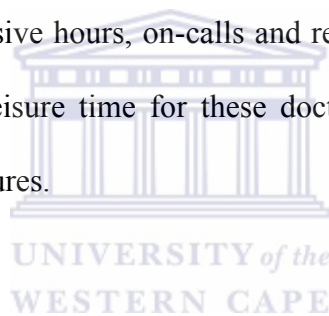 sive hours, on-calls and re
eisure time for these doct
ures.
UNIVERSITY of the
WESTERN CAPE